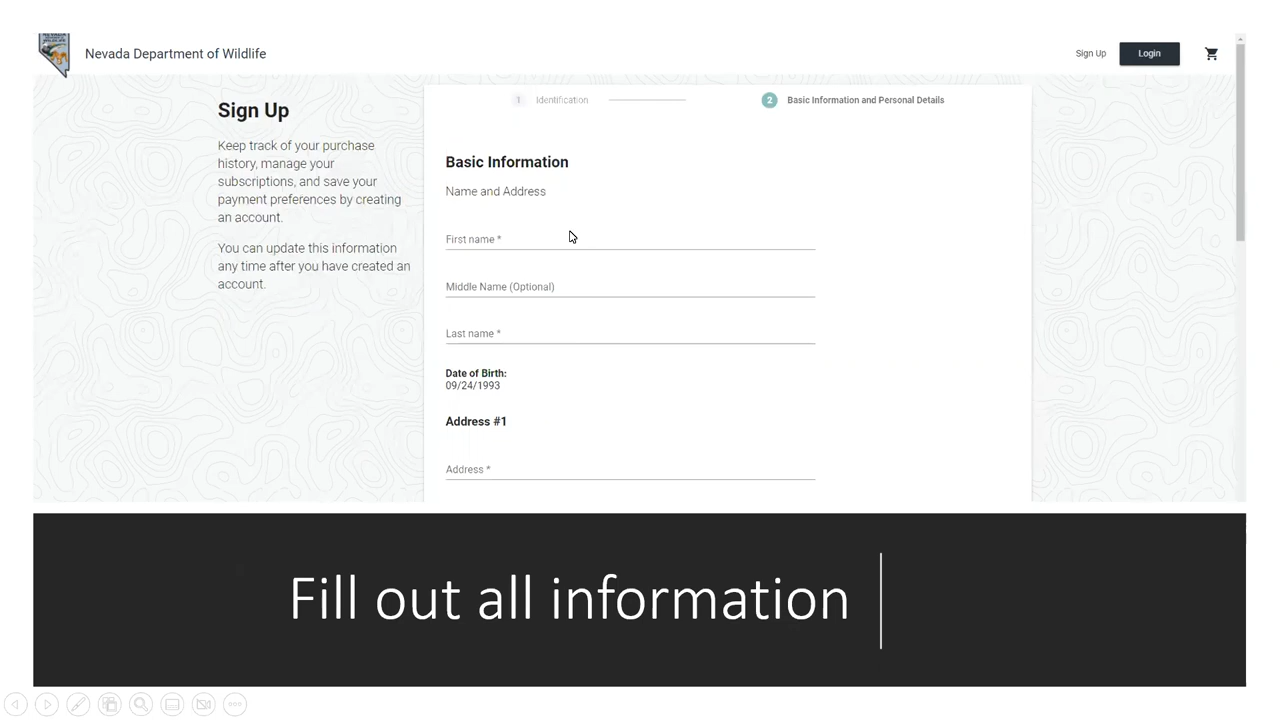 Nevada Department of Wildlife
Sign Up
Login
Sign Up
Keep track of your purchase
history, manage your
subscriptions, and save your
payment preferences by creating
an account.
You can update this information
any time after you have created an
account.
1 Identification
2 Basic Information and Personal Details
Basic Information
Name and Address
First name *
Middle Name (Optional)
Last name *
Date of Birth:
09/24/1993
Address #1
Address *
Fill out all information